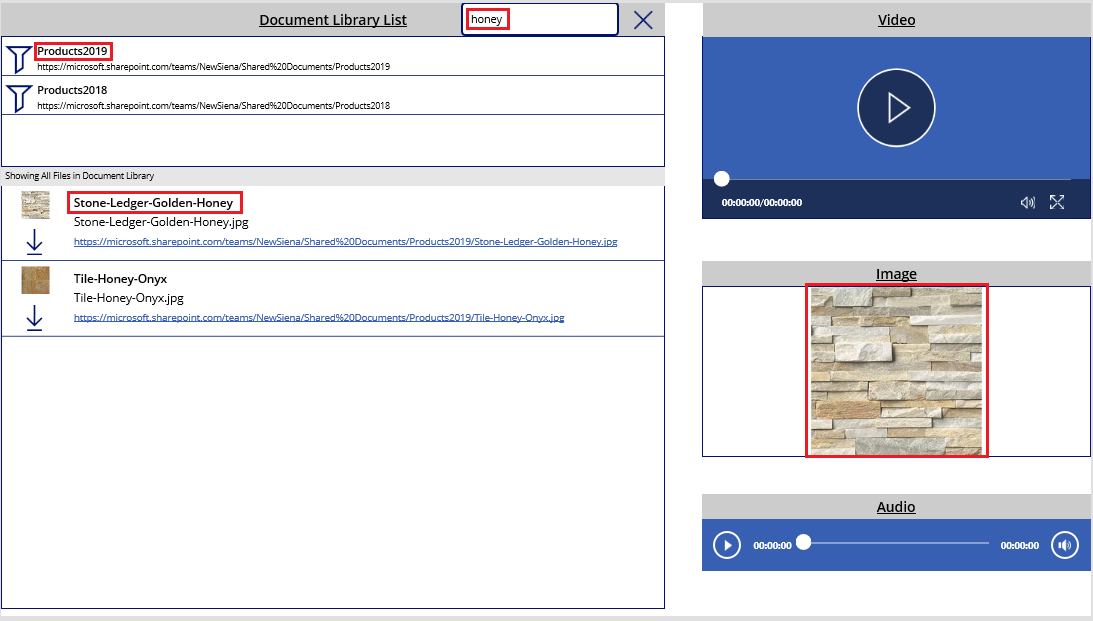 Document Library List
honey
Products2019
https://microsoft.sharepoint.com/teams/NewSiena/Shared%20Documents/Products2019
Products2018
https://microsoft.sharepoint.com/teams/NewSiena/Shared%20Documents/Products2018
Showing All Files in Document Library
Stone-Ledger-Golden-Honey
Stone-Ledger-Golden-Honey.jpg
https://microsoft.sharepoint.com/teams/NewSiena/Shared%20Documents/Products2019/Stone-Ledger-Golden-Honey.jpg
Tile-Honey-Onyx
Tile-Honey-Onyx.jpg
https://microsoft.sharepoint.com/teams/NewSiena/Shared%20Documents/Products2019/Tile-Honey-Onyx.jpg
Video
00:00:00/00:00:00
Image
Audio
00:00:00
00:00:00